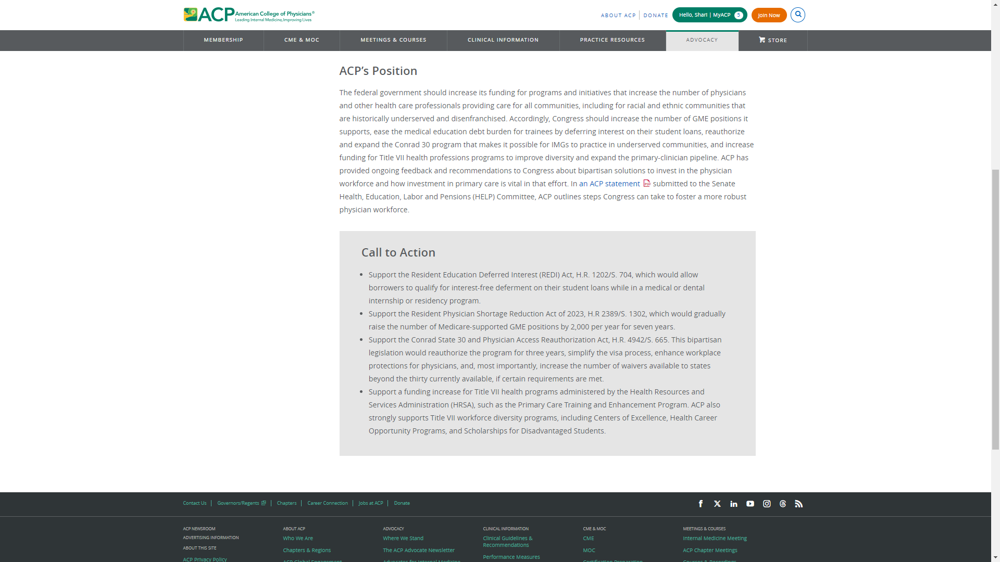 ACP American College of Physicians®
Leading Internal Medicine, Improving Lives
ABOUT ACP
DONATE
Hello, Shari | MyACP 5
Join Now
MEMBERSHIP
CME & MOC
MEETINGS & COURSES
CLINICAL INFORMATION
PRACTICE RESOURCES
ADVOCACY
STORE
ACP’s Position
The federal government should increase its funding for programs and initiatives that increase the number of physicians
and other health care professionals providing care for all communities, including for racial and ethnic communities that
are historically underserved and disenfranchised. Accordingly, Congress should increase the number of GME positions it
supports, ease the medical education debt burden for trainees by deferring interest on their student loans, reauthorize
and expand the Conrad 30 program that makes it possible for IMGs to practice in underserved communities, and increase
funding for Title VII health professions programs to improve diversity and expand the primary-clinician pipeline. ACP has
provided ongoing feedback and recommendations to Congress about bipartisan solutions to invest in the physician
workforce and how investment in primary care is vital in that effort. In an ACP statement submitted to the Senate
Health, Education, Labor and Pensions (HELP) Committee, ACP outlines steps Congress can take to foster a more robust
physician workforce.
Call to Action
• Support the Resident Education Deferred Interest (REDI) Act, H.R. 1202/S. 704, which would allow
borrowers to qualify for interest-free deferment on their student loans while in a medical or dental
internship or residency program.
• Support the Resident Physician Shortage Reduction Act of 2023, H.R 2389/S. 1302, which would gradually
raise the number of Medicare-supported GME positions by 2,000 per year for seven years.
• Support the Conrad State 30 and Physician Access Reauthorization Act, H.R. 4942/S. 665. This bipartisan
legislation would reauthorize the program for three years, simplify the visa process, enhance workplace
protections for physicians, and, most importantly, increase the number of waivers available to states
beyond the thirty currently available, if certain requirements are met.
• Support a funding increase for Title VII health programs administered by the Health Resources and
Services Administration (HRSA), such as the Primary Care Training and Enhancement Program. ACP also
strongly supports Title VII workforce diversity programs, including Centers of Excellence, Health Career
Opportunity Programs, and Scholarships for Disadvantaged Students.
Contact Us
Governors/Regents
Chapters
Career Connection
Jobs at ACP
Donate
ACP NEWSROOM
ADVERTISING INFORMATION
ABOUT THIS SITE
ACP Privacy Policy
ABOUT ACP
Who We Are
Chapters & Regions
ACP Global Engagement
ADVOCACY
Where We Stand
The ACP Advocate Newsletter
Advocates for Internal Medicine
CLINICAL INFORMATION
Clinical Guidelines &
Recommendations
Performance Measures
CME & MOC
CME
MOC
Certification Preparation
MEETINGS & COURSES
Internal Medicine Meeting
ACP Chapter Meetings
Courses & Recordings